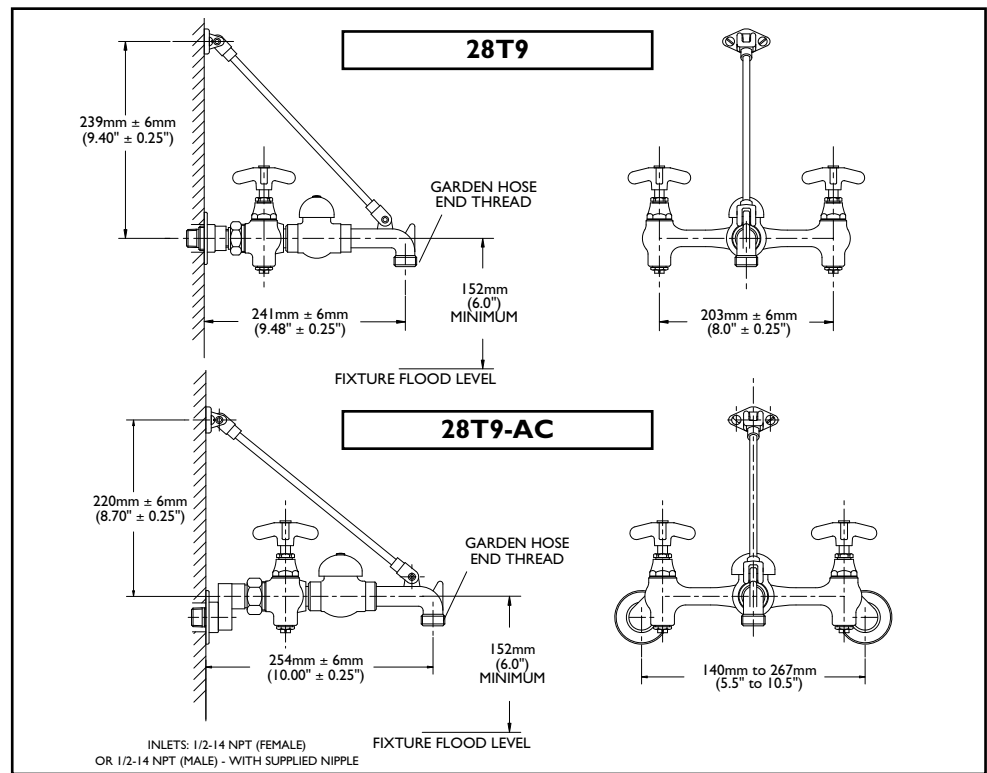 28T9
239mm ± 6mm
(9.40" ± 0.25")
GARDEN HOSE
END THREAD
152mm
(6.0")
MINIMUM
241mm ± 6mm
(9.48" ± 0.25")
203mm ± 6mm
(8.0" ± 0.25")
FIXTURE FLOOD LEVEL
28T9-AC
220mm ± 6mm
(8.70" ± 0.25")
GARDEN HOSE
END THREAD
152mm
(6.0")
MINIMUM
254mm ± 6mm
(10.00" ± 0.25")
140mm to 267mm
(5.5" to 10.5")
FIXTURE FLOOD LEVEL
INLETS: 1/2-14 NPT (FEMALE)
OR 1/2-14 NPT (MALE) - WITH SUPPLIED NIPPLE